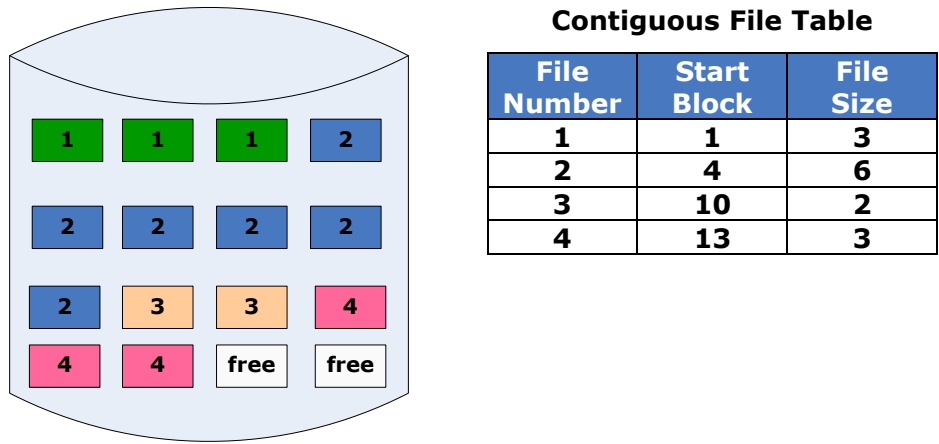 Contiguous File Table
1 1 1 2
2 2 2 2
2 3 3 4
4 4 free free
File Number Start Block File Size
1 1 3
2 4 6
3 10 2
4 13 3